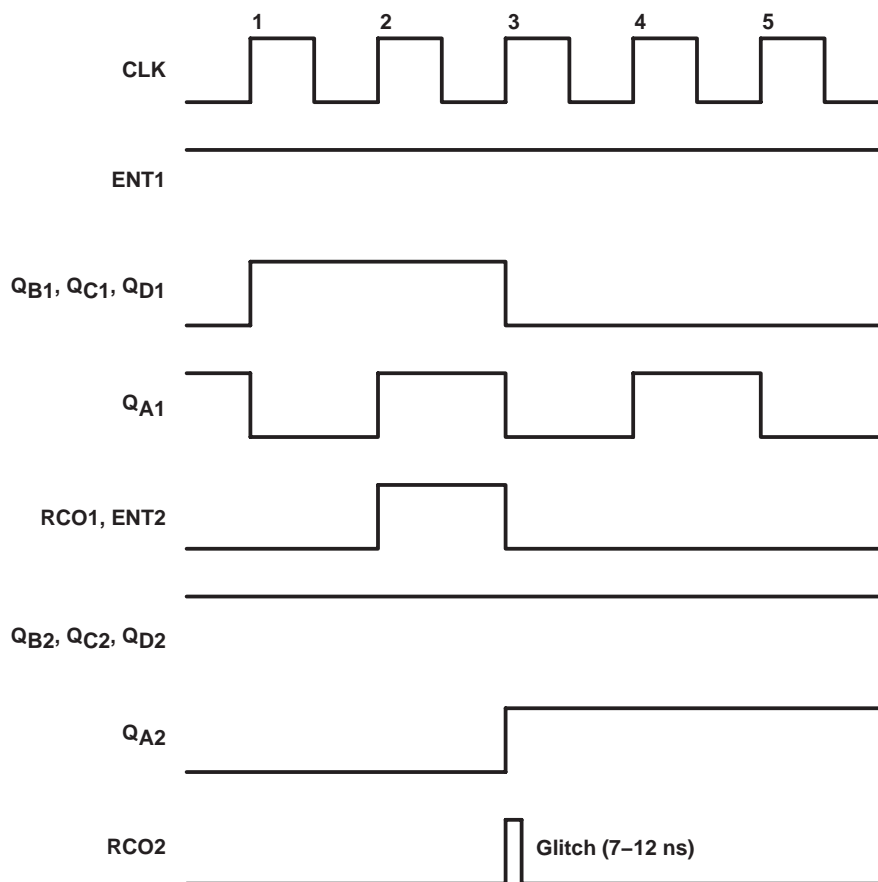 1 2 3 4 5
CLK
ENT1
QB1, QC1, QD1
QA1
RCO1, ENT2
QB2, QC2, QD2
QA2
RCO2
Glitch (7–12 ns)